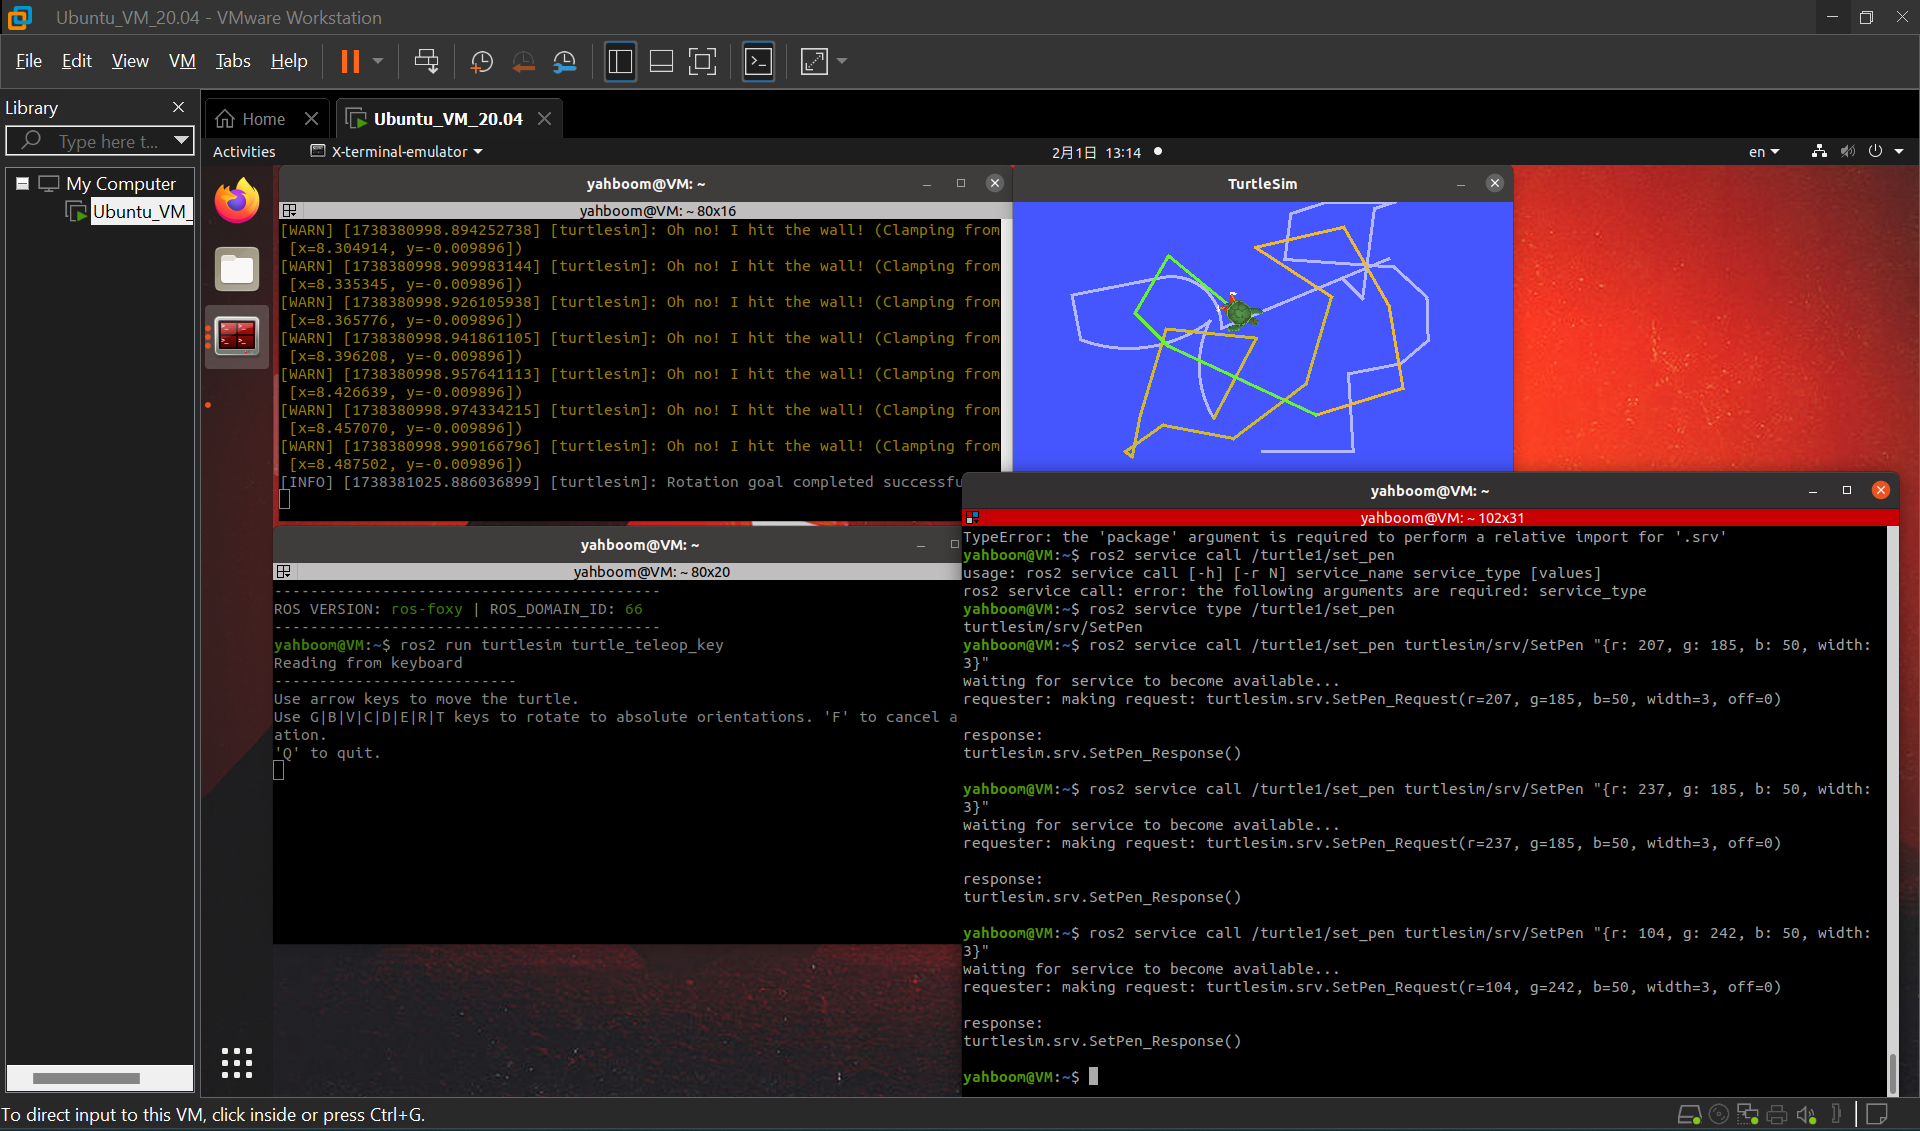 Ubuntu_VM_20.04 - VMware Workstation
File Edit View VM Tabs Help
Library
Type here t...
My Computer
Ubuntu_VM_
Home
Ubuntu_VM_20.04
Activities
X-terminal-emulator
2月1日 13:14
en
yahboom@VM: ~
yahboom@VM: ~ 80x16
[WARN] [1738380998.894252738] [turtlesim]: Oh no! I hit the wall! (Clamping from
[x=8.304914, y=-0.009896])
[WARN] [1738380998.909983144] [turtlesim]: Oh no! I hit the wall! (Clamping from
[x=8.335345, y=-0.009896])
[WARN] [1738380998.926105938] [turtlesim]: Oh no! I hit the wall! (Clamping from
[x=8.365776, y=-0.009896])
[WARN] [1738380998.941861105] [turtlesim]: Oh no! I hit the wall! (Clamping from
[x=8.396208, y=-0.009896])
[WARN] [1738380998.957641113] [turtlesim]: Oh no! I hit the wall! (Clamping from
[x=8.426639, y=-0.009896])
[WARN] [1738380998.974334215] [turtlesim]: Oh no! I hit the wall! (Clamping from
[x=8.457070, y=-0.009896])
[WARN] [1738380998.990166796] [turtlesim]: Oh no! I hit the wall! (Clamping from
[x=8.487502, y=-0.009896])
[INFO] [1738381025.886036899] [turtlesim]: Rotation goal completed successfu
TurtleSim
yahboom@VM: ~
yahboom@VM: ~ 80x20
-------------------------------------------
ROS VERSION: ros-foxy | ROS_DOMAIN_ID: 66
-------------------------------------------
yahboom@VM:~$ ros2 run turtlesim turtle_teleop_key
Reading from keyboard
---------------------------
Use arrow keys to move the turtle.
Use G|B|V|C|D|E|R|T keys to rotate to absolute orientations. 'F' to cancel a
ation.
'Q' to quit.
yahboom@VM: ~
yahboom@VM: ~ 102x31
TypeError: the 'package' argument is required to perform a relative import for '.srv'
yahboom@VM:~$ ros2 service call /turtle1/set_pen
usage: ros2 service call [-h] [-r N] service_name service_type [values]
ros2 service call: error: the following arguments are required: service_type
yahboom@VM:~$ ros2 service type /turtle1/set_pen
turtlesim/srv/SetPen
yahboom@VM:~$ ros2 service call /turtle1/set_pen turtlesim/srv/SetPen "{r: 207, g: 185, b: 50, width:
3}"
waiting for service to become available...
requester: making request: turtlesim.srv.SetPen_Request(r=207, g=185, b=50, width=3, off=0)
response:
turtlesim.srv.SetPen_Response()
yahboom@VM:~$ ros2 service call /turtle1/set_pen turtlesim/srv/SetPen "{r: 237, g: 185, b: 50, width:
3}"
waiting for service to become available...
requester: making request: turtlesim.srv.SetPen_Request(r=237, g=185, b=50, width=3, off=0)
response:
turtlesim.srv.SetPen_Response()
yahboom@VM:~$ ros2 service call /turtle1/set_pen turtlesim/srv/SetPen "{r: 104, g: 242, b: 50, width:
3}"
waiting for service to become available...
requester: making request: turtlesim.srv.SetPen_Request(r=104, g=242, b=50, width=3, off=0)
response:
turtlesim.srv.SetPen_Response()
yahboom@VM:~$
To direct input to this VM, click inside or press Ctrl+G.